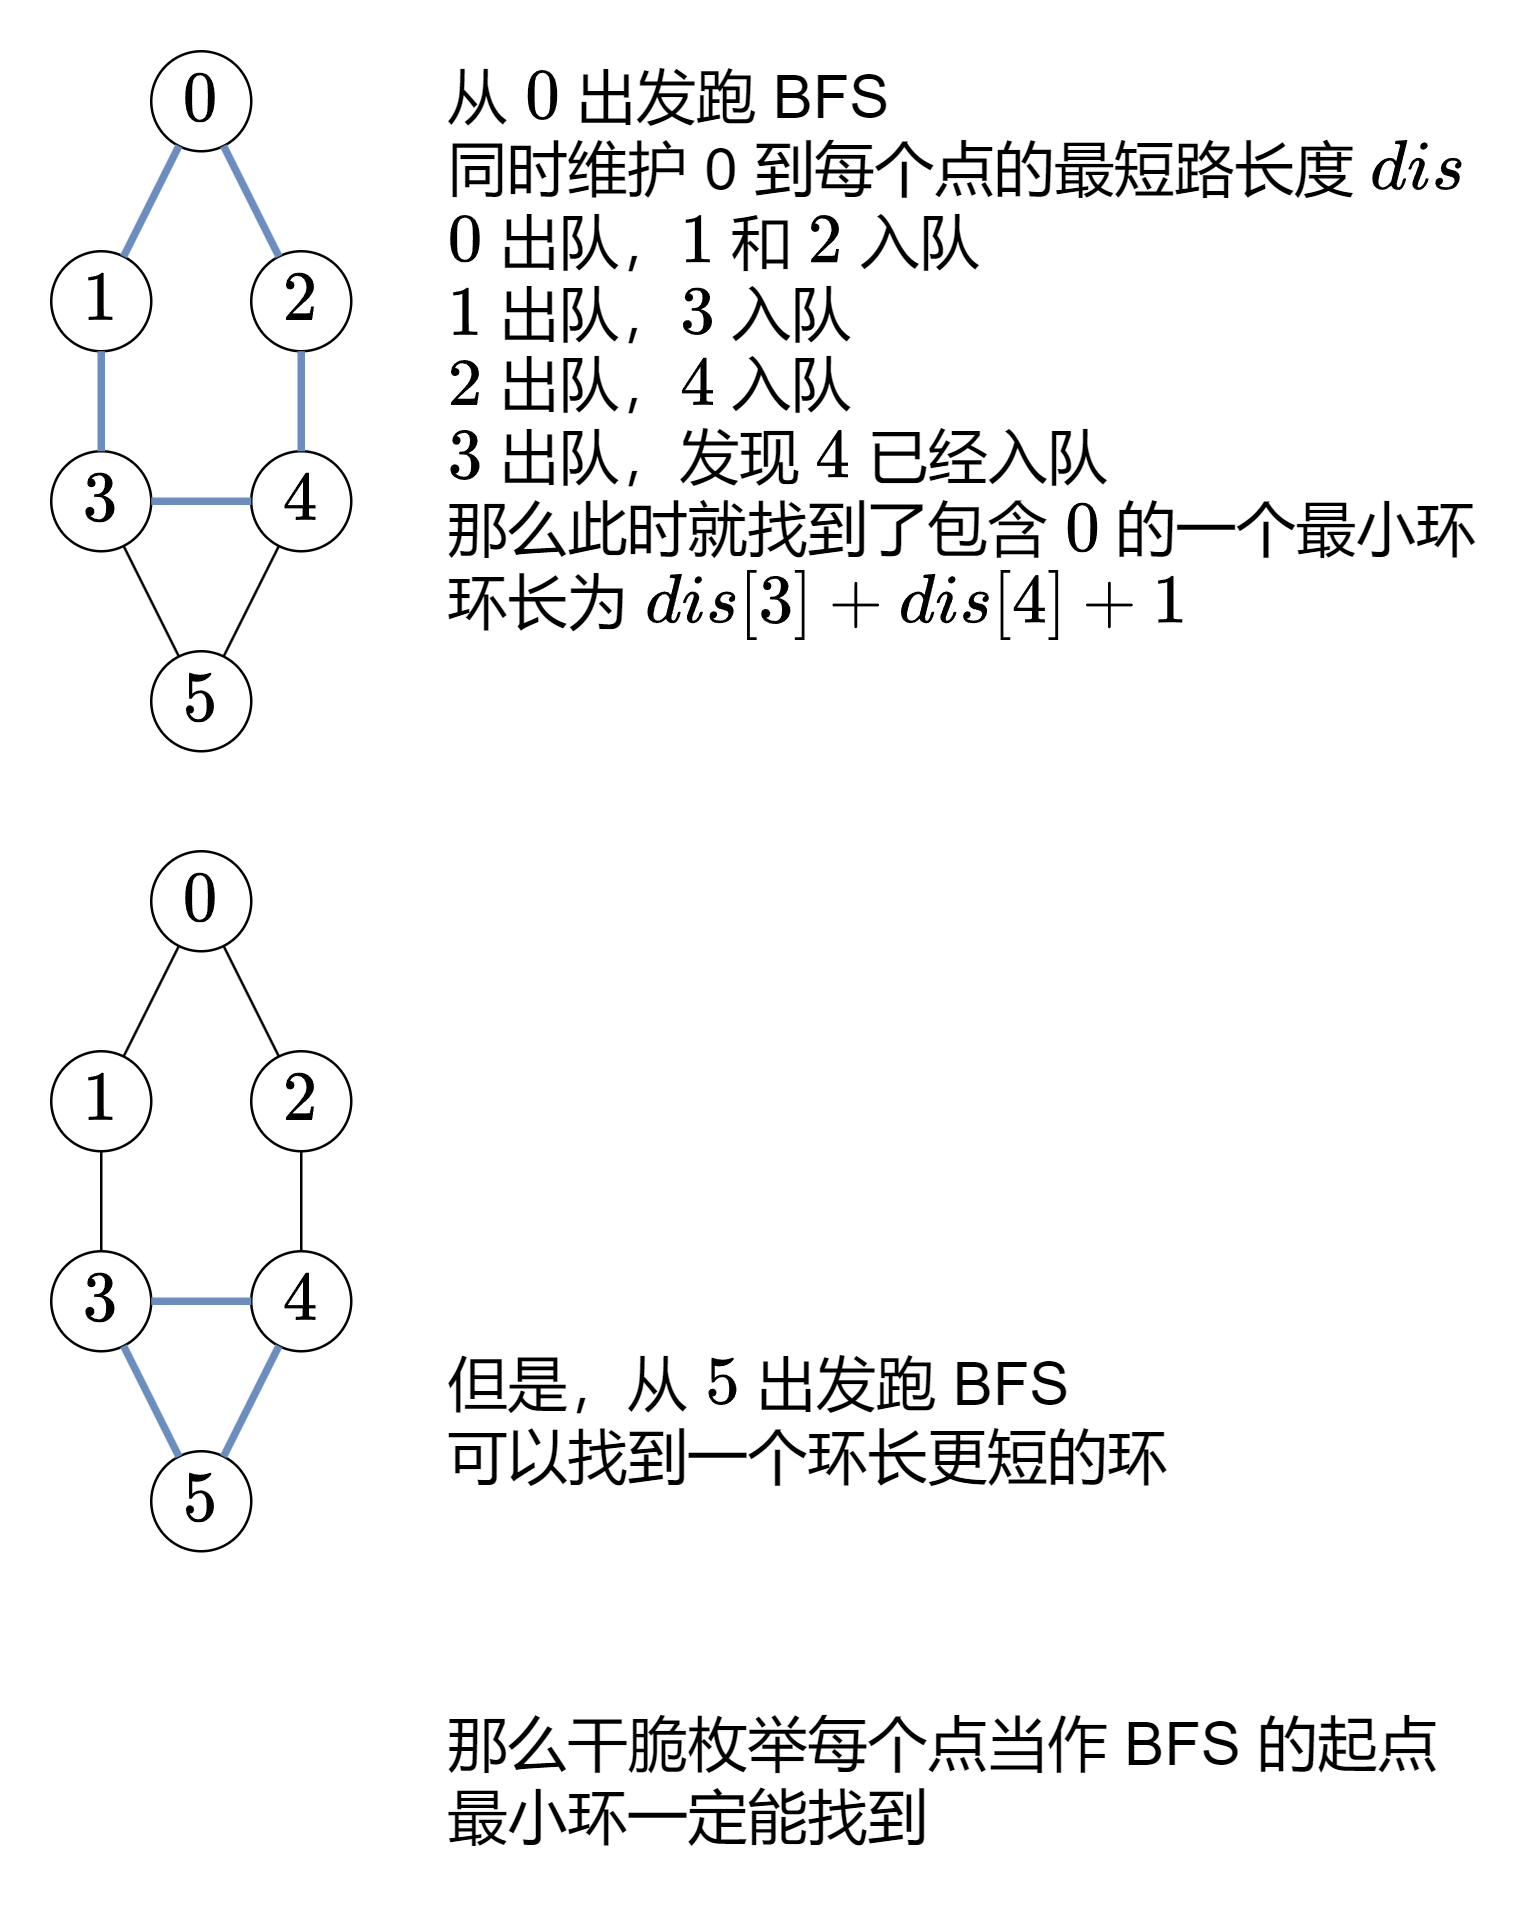 0
1
2
3
4
5
从 0 出发跑 BFS
同时维护 0 到每个点的最短路长度 dis
0 出队，1 和 2 入队
1 出队，3 入队
2 出队，4 入队
3 出队，发现 4 已经入队
那么此时就找到了包含 0 的一个最小环
环长为 dis[3] + dis[4] + 1
0
1
2
3
4
5
但是，从 5 出发跑 BFS
可以找到一个环长更短的环
那么干脆枚举每个点当作 BFS 的起点
最小环一定能找到